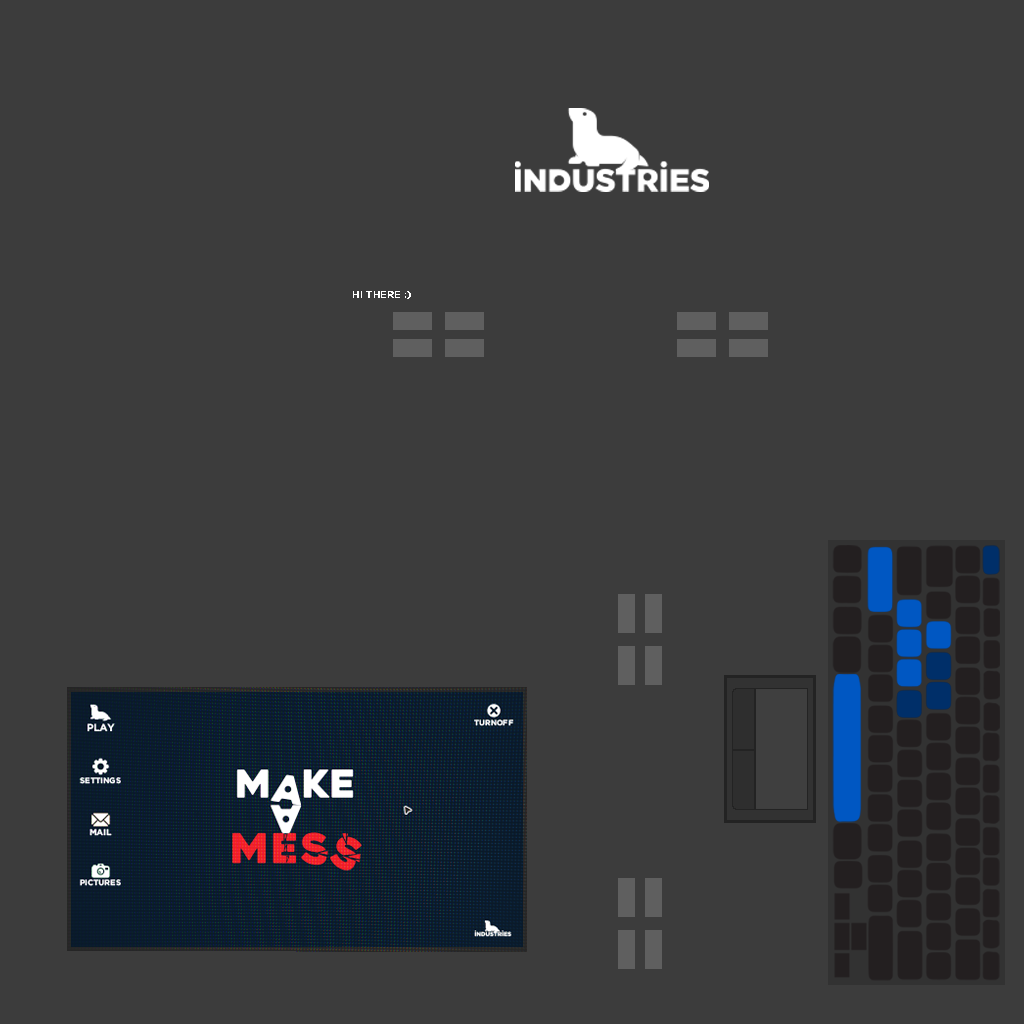 iNDUSTRiES
HI THERE :)
PLAY
TURNOFF
SETTINGS
MAKE
A
MESS
MAIL
PICTURES
iNDUSTRiES